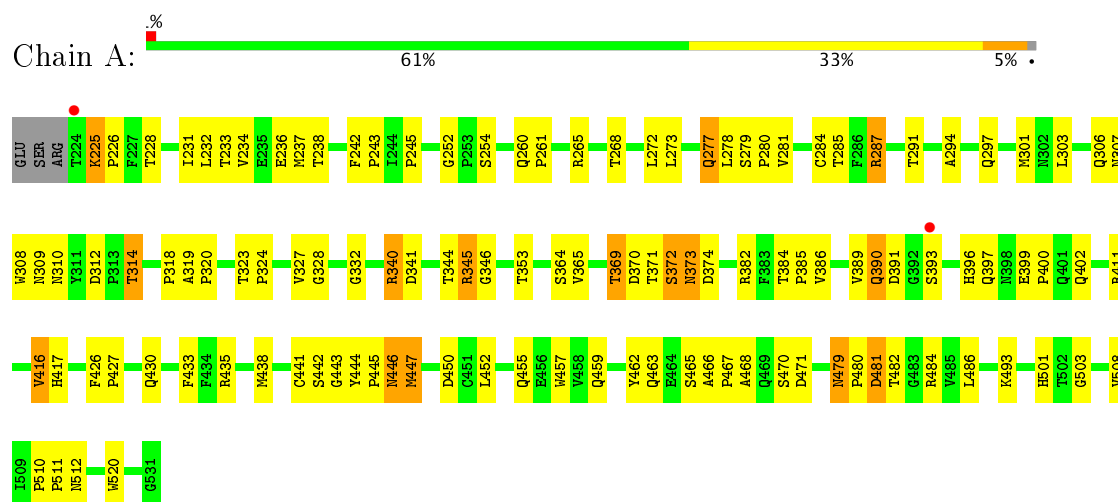 .%
Chain A:
61% 33% 5% •
GLU SER ARG T224 K225 P226 F227 T228 I231 L232 T233 V234 E235 E236 M237 T238 F242 P243 I244 P245 G252 P253 S254 Q260 P261 R265 T268 L272 L273 Q277 L278 S279 P280 V281 C284 T285 F286 R287 T291 A294 Q297 M301 N302 L303 Q306
W308 N309 N310 Y311 D312 P313 T314 P318 A319 P320 T323 P324 V327 G328 G332 R340 D341 T344 R345 G346 T353 S364 V365 T369 D370 T371 S372 N373 D374 R382 F383 T384 P385 V386 V389 Q390 D391 G392 S393 H396 Q397 N398 E399 P400 Q401 Q402
V416 H417 F426 P427 Q430 F433 F434 R435 M438 C441 S442 G443 Y444 P445 N446 M447 D450 C451 L452 Q455 E456 W457 V458 Q459 Y462 Q463 E464 S465 A466 P467 A468 Q469 S470 D471 N479 P480 D481 T482 G483 R484 V485 L486 K493 H501 T502 G503
I509 P510 P511 N512 W520 G531